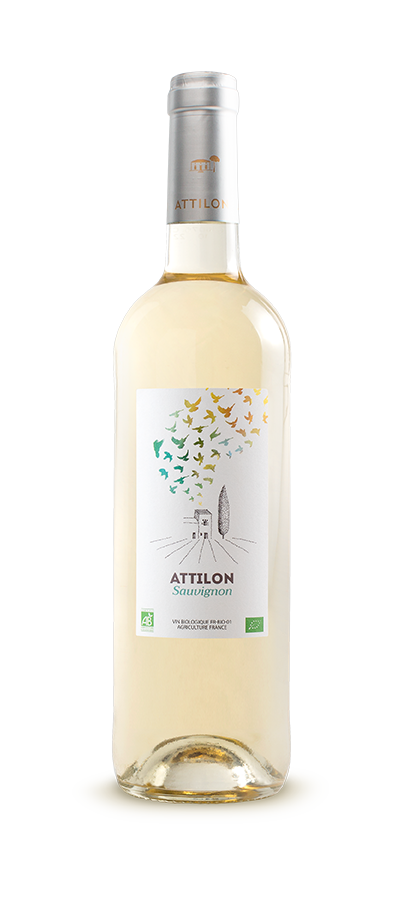 ATTILON
ATTILON
Sauvignon
AB
VIN BIOLOGIQUE FR-BIO-01
AGRICULTURE FRANCE